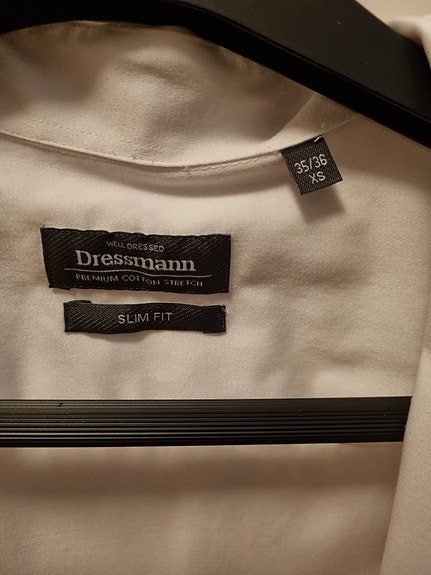 35/36
XS
WELL DRESSED
Dressmann
PREMIUM COTTON STRETCH
SLIM FIT